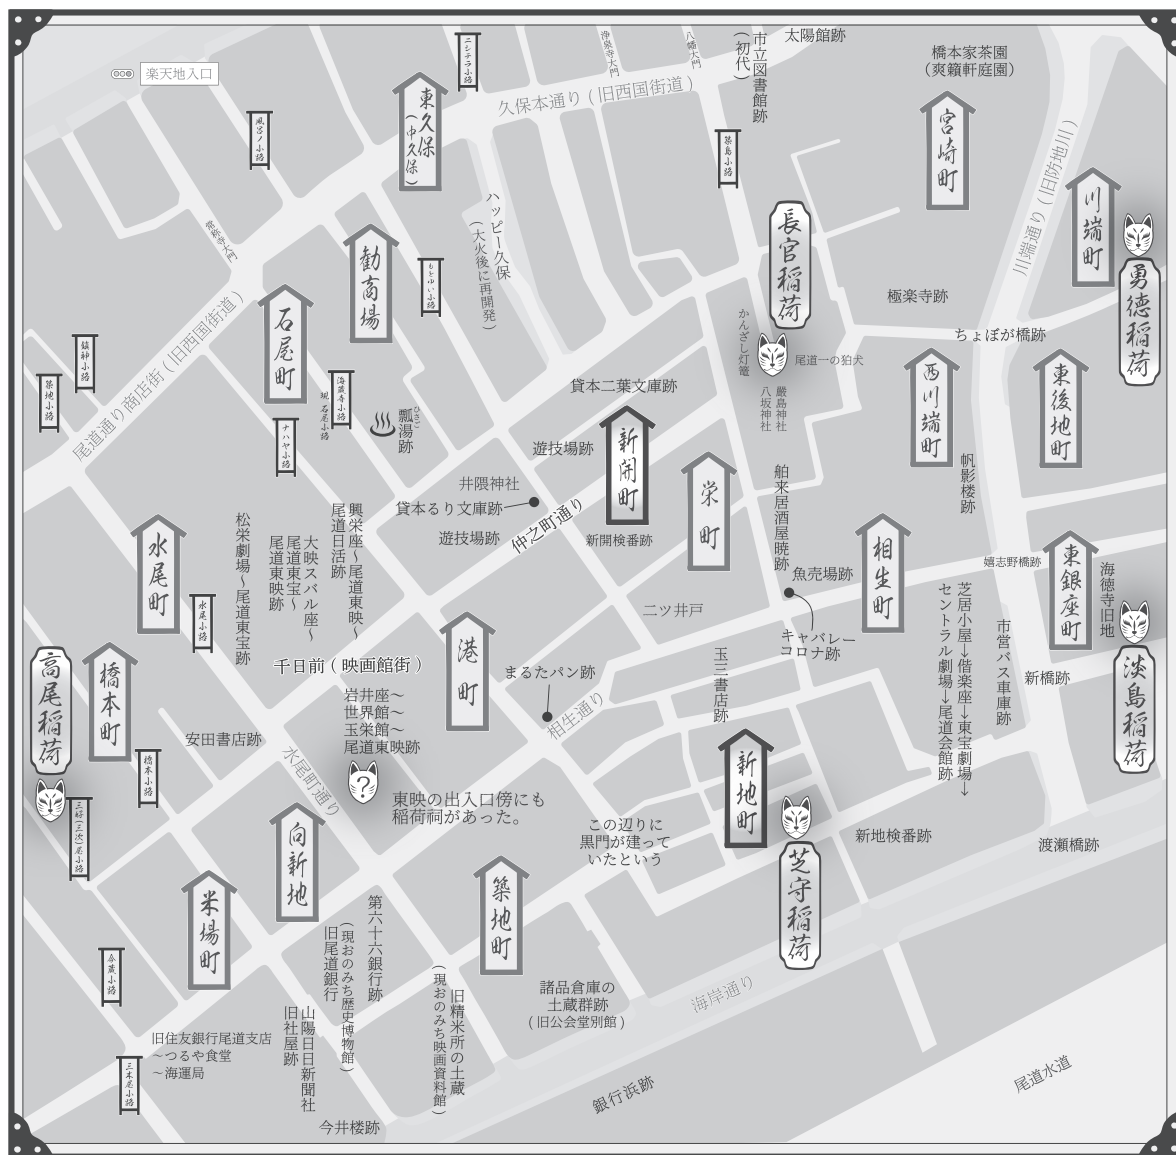 楽天地入口
ニシデラ小路
浄泉寺大門
八幡大門
市立図書館跡
(初代)
太陽館跡
橋本家茶園
(爽籟軒庭園)
久保本通り(旧西国街道)
東久保
(中久保)
風呂ノ小路
築島小路
宮崎町
川端通り(旧防地川)
川端町
勇徳稲荷
長官稲荷
常称寺大門
ハッピー久保
(大火後に再開発)
勧商場
もとゆい小路
石屋町
極楽寺跡
ちょぼが橋跡
かんざし灯篭
尾道一の狛犬
厳島神社
八坂神社
尾道通り商店街(旧西国街道)
鎮神小路
築地小路
海蔵寺小路
現 石屋小路
ナハヤ小路
ひさご
瓢湯跡
貸本二葉文庫跡
新開町
遊技場跡
井隈神社
貸本るり文庫跡
遊技場跡
仲之町通り
新開検番跡
栄町
舶来居酒屋暁跡
西川端町
東後地町
帆影楼跡
水尾町
水尾小路
松栄劇場〜尾道東宝跡
大映スバル座〜
尾道東宝〜
尾道東映跡
興栄座〜尾道東映〜
尾道日活跡
千日前(映画館街)
岩井座〜
世界館〜
玉栄館〜
尾道東映跡
?
東映の出入口傍にも
稲荷祠があった。
港町
まるたパン跡
相生通り
二ツ井戸
魚売場跡
キャバレー
コロナ跡
相生町
嬉志野橋跡
東銀座町
海徳寺旧地
淡島稲荷
芝居小屋→偕楽座→東宝劇場→
セントラル劇場→尾道会館跡
市営バス車庫跡
新橋跡
玉三書店跡
高尾稲荷
橋本町
橋本小路
安田書店跡
水尾町通り
三好(三次)屋小路
向新地
新地町
芝守稲荷
新地検番跡
渡瀬橋跡
この辺りに
黒門が建って
いたという
築地町
米場町
第六十六銀行跡
旧尾道銀行
(現おのみち歴史博物館)
山陽日日新聞社
旧社屋跡
旧精米所の土蔵
(現おのみち映画資料館)
諸品倉庫の
土蔵群跡
(旧公会堂別館)
海岸通り
旧住友銀行尾道支店
〜つるや食堂
〜海運局
今井楼跡
銀行浜跡
尾道水道